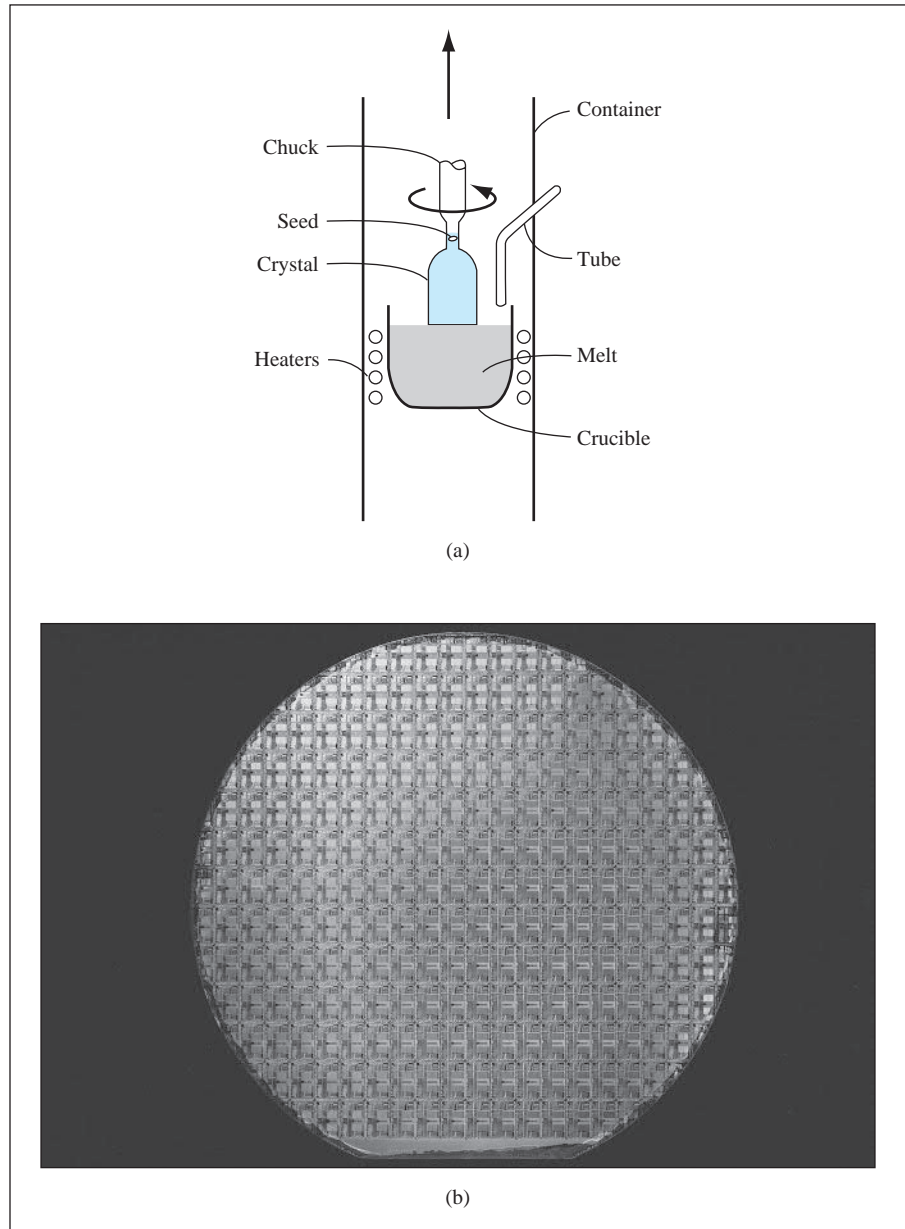 Container
Chuck
Seed
Tube
Crystal
Heaters
Melt
Crucible
(a)
(b)